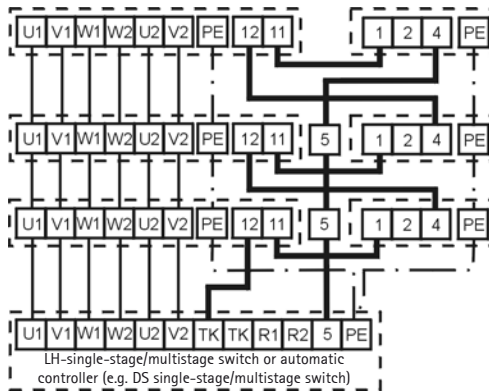 U1 V1 W1 W2 U2 V2 PE 12 11 1 2 4 PE
U1 V1 W1 W2 U2 V2 PE 12 11 5 1 2 4 PE
U1 V1 W1 W2 U2 V2 PE 12 11 5 1 2 4 PE
U1 V1 W1 W2 U2 V2 TK TK R1 R2 5 PE
LH-single-stage/multistage switch or automatic
controller (e.g. DS single-stage/multistage switch)